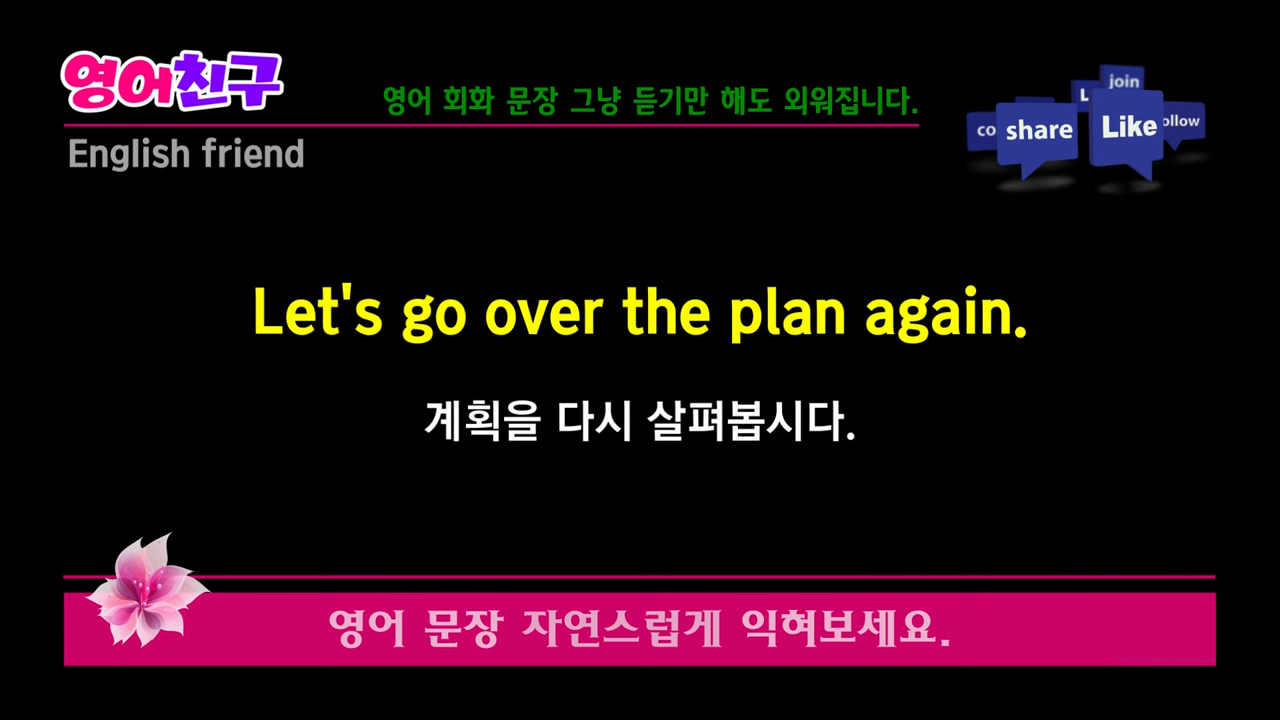 영어친구
English friend
영어 회화 문장 그냥 듣기만 해도 외워집니다.
join
share
Like
Let's go over the plan again.
계획을 다시 살펴봅시다.
영어 문장 자연스럽게 익혀보세요.